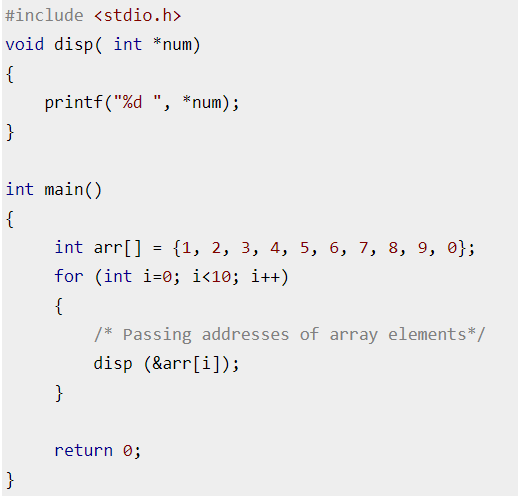 #include <stdio.h>
void disp( int *num)
{
    printf("%d ", *num);
}

int main()
{
     int arr[] = {1, 2, 3, 4, 5, 6, 7, 8, 9, 0};
     for (int i=0; i<10; i++)
     {
         /* Passing addresses of array elements*/
         disp (&arr[i]);
     }

     return 0;
}